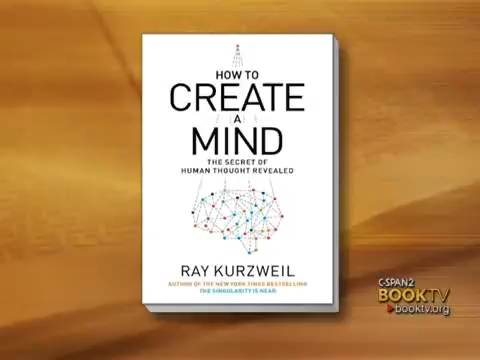 HOW TO
CREATE
A
MIND
THE SECRET OF
HUMAN THOUGHT REVEALED
RAY KURZWEIL
AUTHOR OF THE NEW YORK TIMES BESTSELLING
THE SINGULARITY IS NEAR
C-SPAN2
BOOKTV
booktv.org